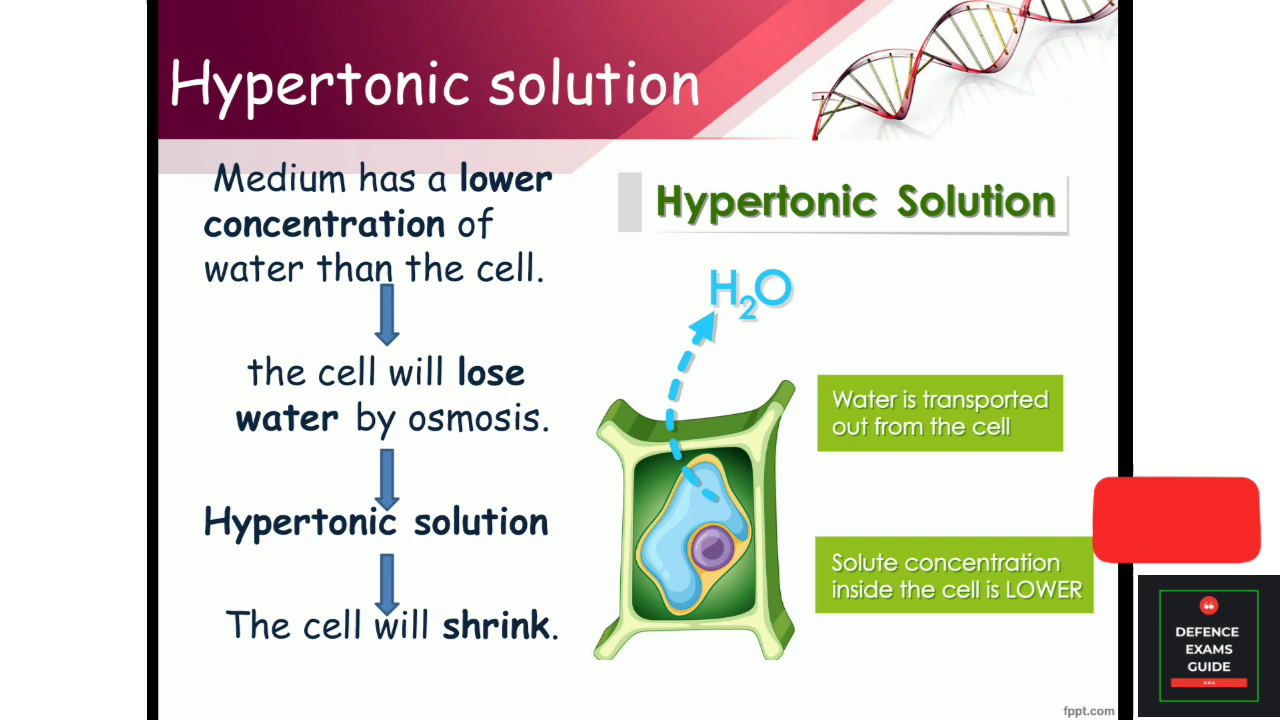 Hypertonic solution
Medium has a lower
concentration of
water than the cell.
the cell will lose
water by osmosis.
Hypertonic solution
The cell will shrink.
Hypertonic Solution
H₂O
Water is transported
out from the cell
Solute concentration
inside the cell is LOWER
DEFENCE
EXAMS
GUIDE
fppt.com